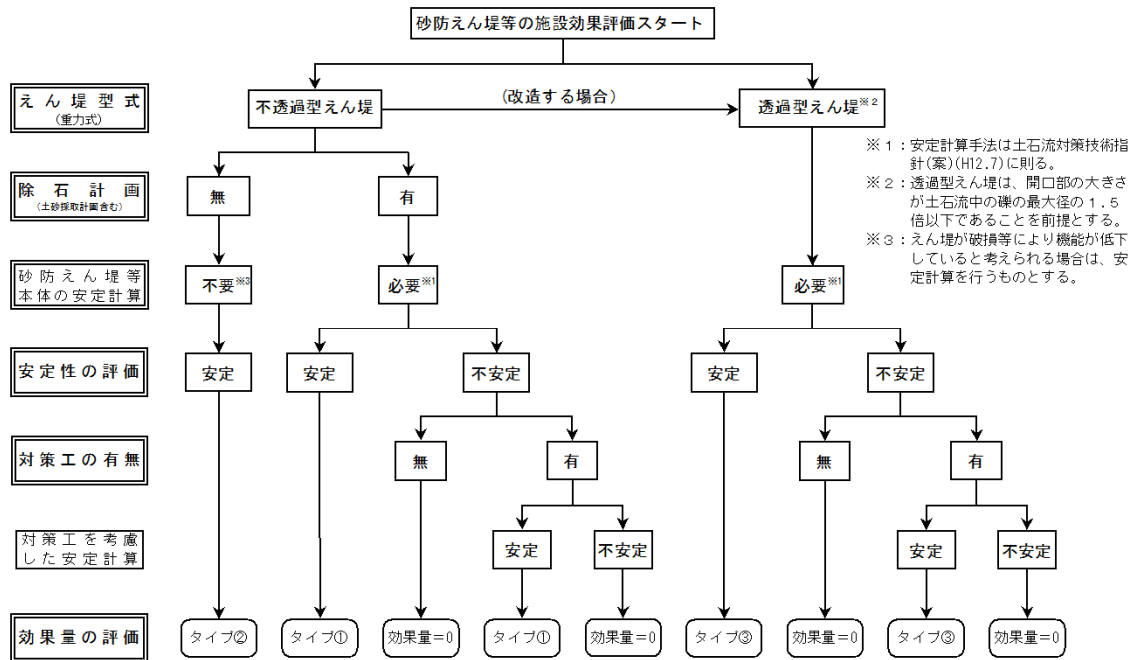 砂防えん堤等の施設効果評価スタート
えん堤型式
(重力式)
不透過型えん堤
(改造する場合)
透過型えん堤※2
※1：安定計算手法は土石流対策技術指
針(案)(H12.7)に則る。
※2：透過型えん堤は、開口部の大きさ
が土石流中の礫の最大径の1.5
倍以下であることを前提とする。
※3：えん堤が破損等により機能が低下
していると考えられる場合は、安
定計算を行うものとする。
除石計画
(土砂採取計画含む)
無
有
砂防えん堤等
本体の安定計算
不要※3
必要※1
必要※1
安定性の評価
安定
安定
不安定
安定
不安定
対策工の有無
無
有
無
有
対策工を考慮
した安定計算
安定
不安定
安定
不安定
効果量の評価
タイプ②
タイプ①
効果量=0
タイプ①
効果量=0
タイプ③
効果量=0
タイプ③
効果量=0